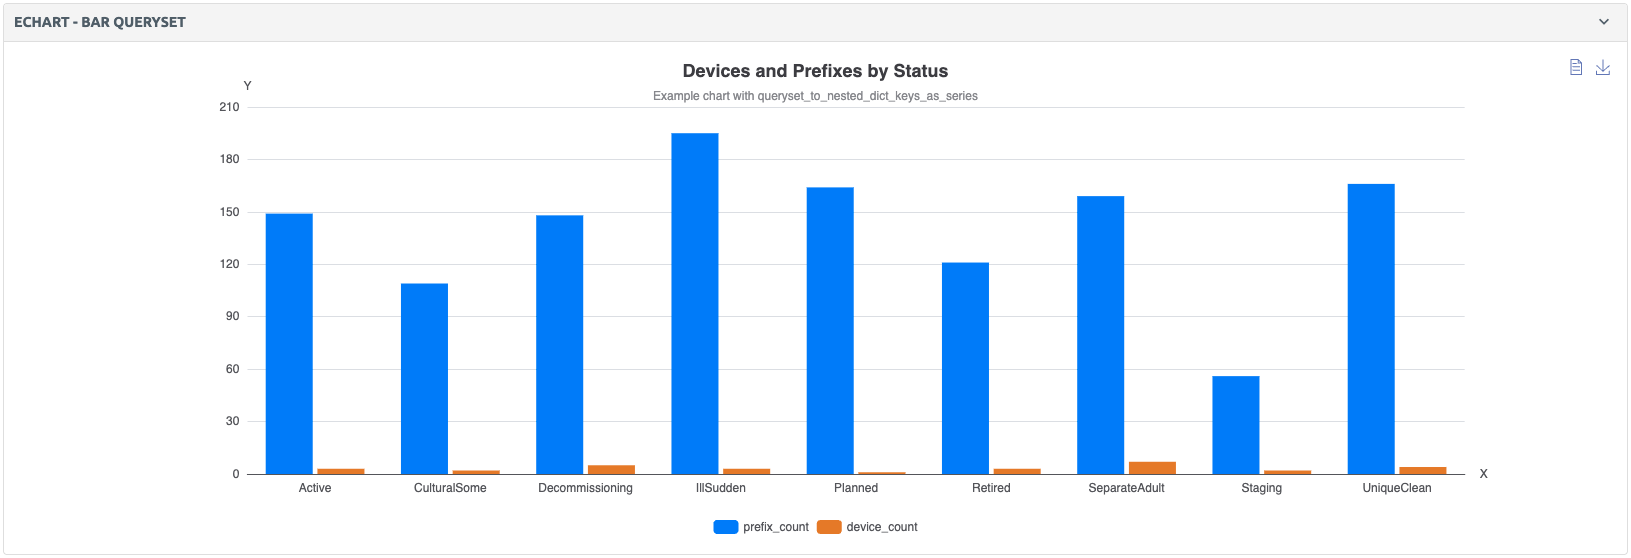 ECHART - BAR QUERYSET
Devices and Prefixes by Status
Example chart with queryset_to_nested_dict_keys_as_series
Y
210
180
150
120
90
60
30
0
X
Active CulturalSome Decommissioning IllSudden Planned Retired SeparateAdult Staging UniqueClean
prefix_count device_count